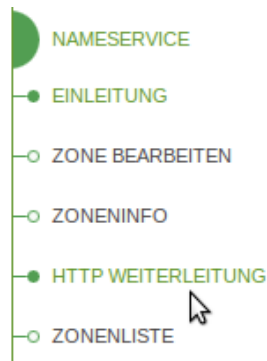 NAMESERVICE
EINLEITUNG
ZONE BEARBEITEN
ZONENINFO
HTTP WEITERLEITUNG
ZONENLISTE